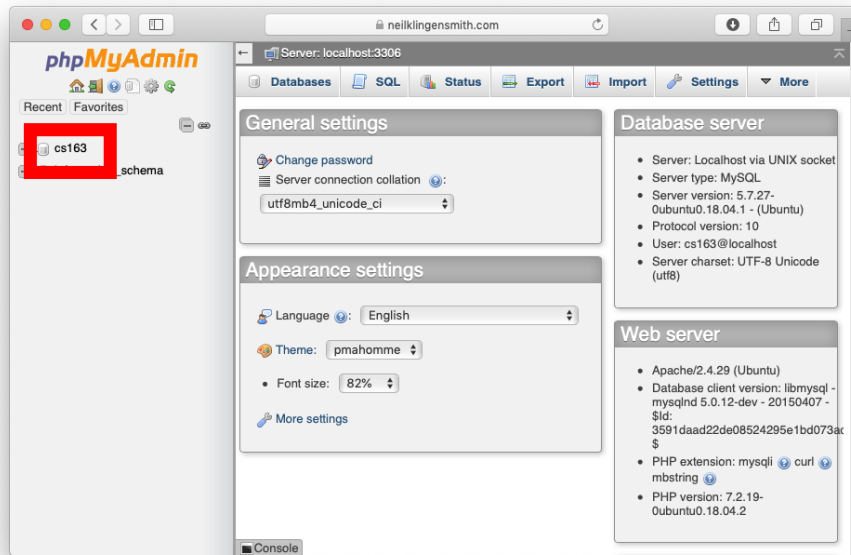 neilklingensmith.com
phpMyAdmin
Recent Favorites
cs163
_schema
Server: localhost:3306
Databases SQL Status Export Import Settings More
General settings
Change password
Server connection collation :
utf8mb4_unicode_ci
Appearance settings
Language : English
Theme: pmahomme
• Font size: 82%
More settings
Database server
• Server: Localhost via UNIX socket
• Server type: MySQL
• Server version: 5.7.27-
0ubuntu0.18.04.1 - (Ubuntu)
• Protocol version: 10
• User: cs163@localhost
• Server charset: UTF-8 Unicode
(utf8)
Web server
• Apache/2.4.29 (Ubuntu)
• Database client version: libmysql -
mysqlnd 5.0.12-dev - 20150407 -
$Id:
3591daad22de08524295e1bd073ac
$
• PHP extension: mysqli curl
mbstring
• PHP version: 7.2.19-
0ubuntu0.18.04.2
Console